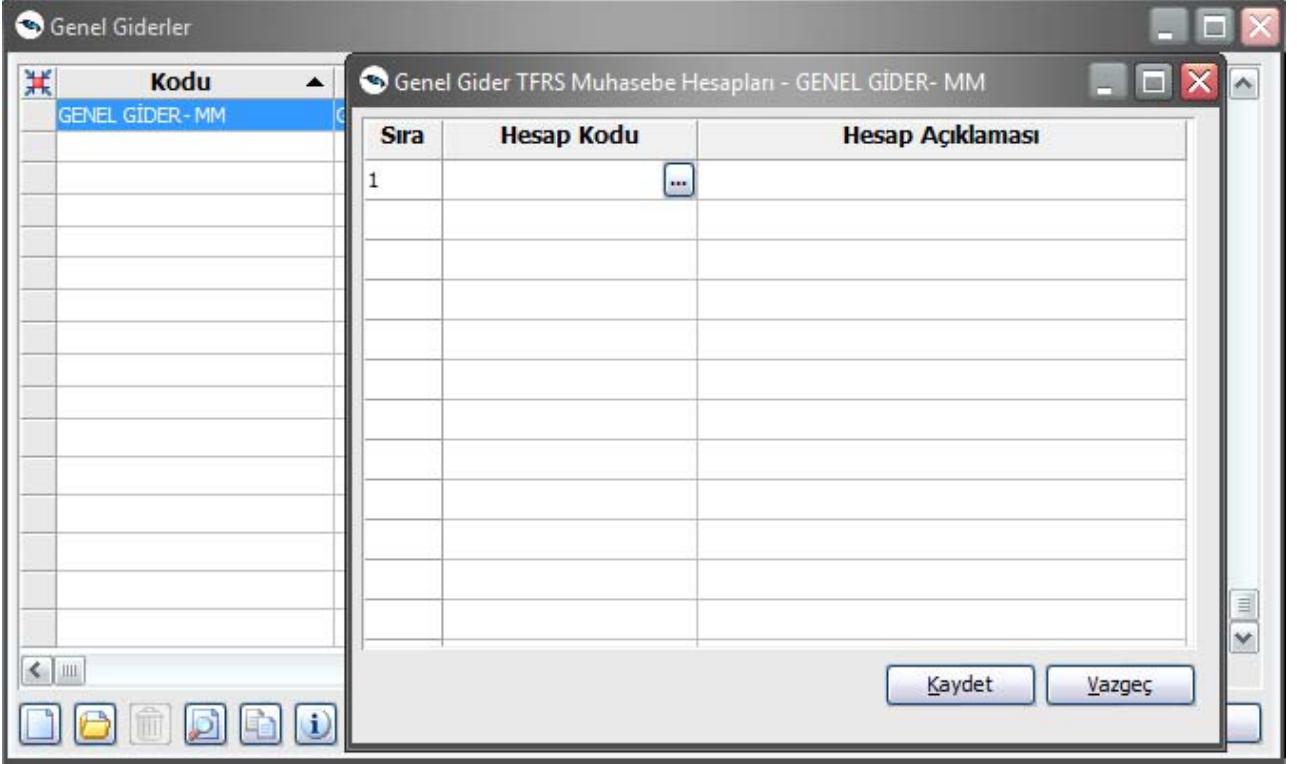 Genel Giderler
Kodu
GENEL GİDER- MM
G
Genel Gider TFRS Muhasebe Hesapları - GENEL GİDER- MM
Sıra Hesap Kodu Hesap Açıklaması
1 ...
Kaydet Vazgeç